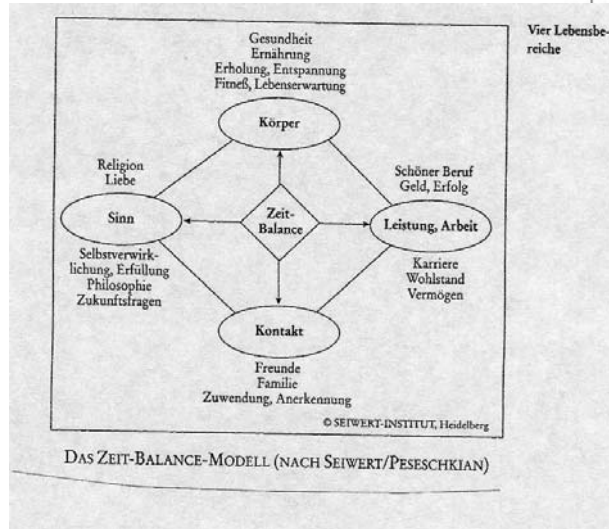 Vier Lebensbe-
reiche
Gesundheit
Ernährung
Erholung, Entspannung
Fitneß, Lebenserwartung
Körper
Religion
Liebe
Sinn
Selbstverwirk-
lichung, Erfüllung
Philosophie
Zukunftsfragen
Zeit-
Balance
Schöner Beruf
Geld, Erfolg
Leistung, Arbeit
Karriere
Wohlstand
Vermögen
Kontakt
Freunde
Familie
Zuwendung, Anerkennung
© SEIWERT-INSTITUT, Heidelberg
DAS ZEIT-BALANCE-MODELL (NACH SEIWERT/PESESCHKIAN)